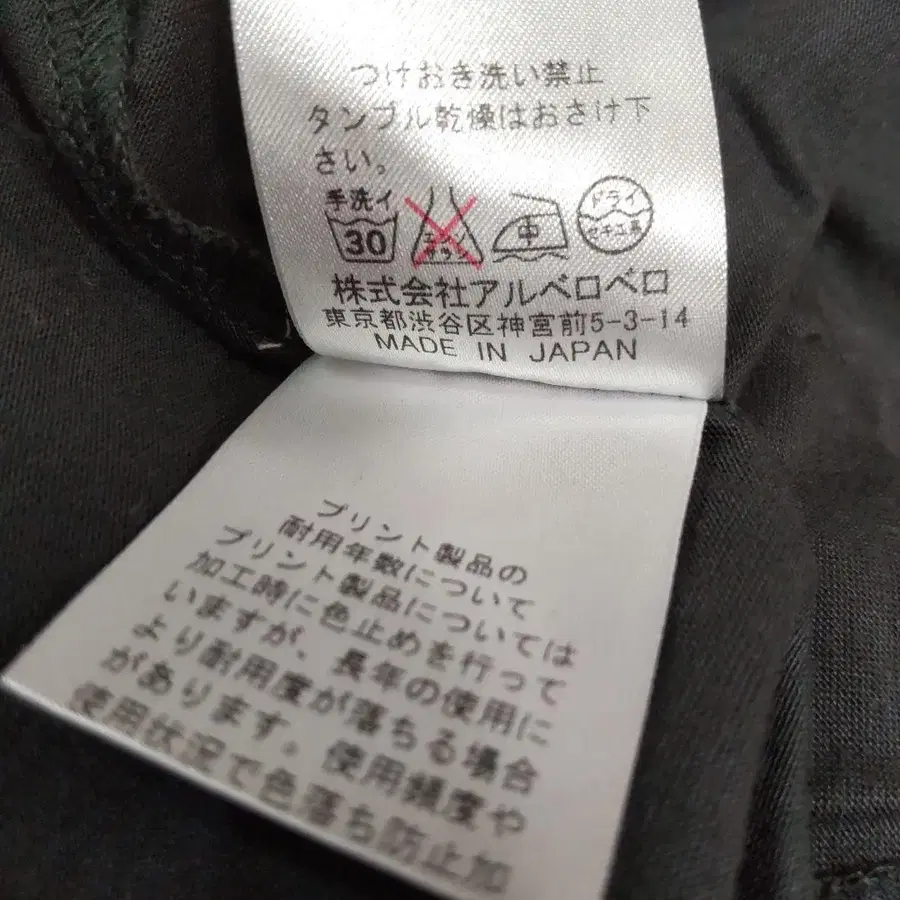 つけおき洗い禁止
タンブル乾燥はおさけ下
さい。
手洗イ
30
エンソ
サラシ
中
ドライ
セキユ系
株式会社アルベロベロ
東京都渋谷区神宮前5-3-14
MADE IN JAPAN
プリント製品の
耐用年数について
プリント製品については
加工時に色止めを行って
いますが、長年の使用に
より耐用度が落ちる場合
があります。使用頻度や
使用状況で色落ち防止加